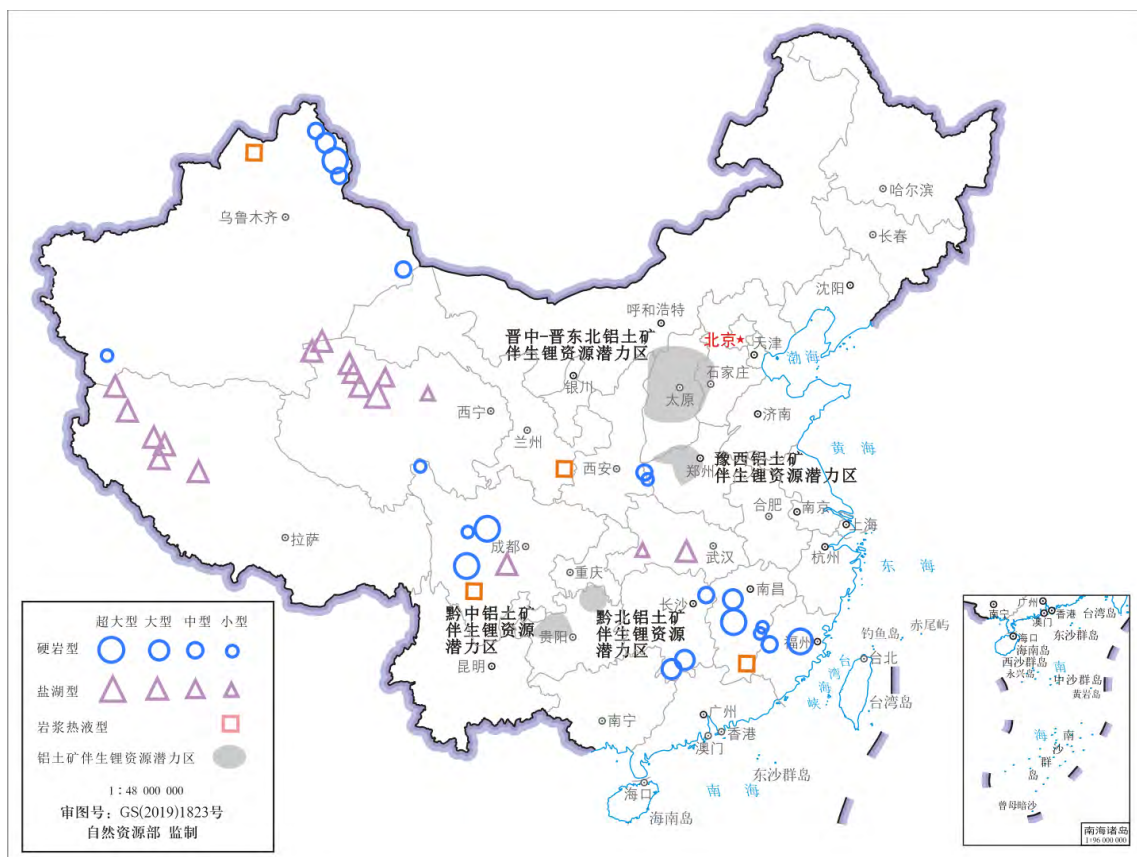 哈尔滨
乌鲁木齐
长春
沈阳
呼和浩特
晋中-晋东北铝土矿
伴生锂资源潜力区
北京
天津
渤海
石家庄
银川
太原
西宁
济南
兰州
黄海
西安
郑州
豫西铝土矿
伴生锂资源潜力区
合肥
南京
上海
拉萨
成都
武汉
杭州
东海
重庆
南昌
长沙
黔中铝土矿
伴生锂资源
潜力区
黔北铝土矿
伴生锂资源
潜力区
贵阳
福州
钓鱼岛
赤尾屿
台北
台湾海峡
昆明
台湾岛
南宁
广州
香港
澳门
东沙群岛
海口
南海
海南岛
超大型 大型 中型 小型
硬岩型
盐湖型
岩浆热液型
铝土矿伴生锂资源潜力区
1:48 000 000
审图号:GS(2019)1823号
自然资源部 监制
南宁
广州
香港
澳门
台湾岛
海口
东沙群岛
海南岛
西沙群岛
永兴岛
南海
中沙群岛
黄岩岛
南沙群岛
曾母暗沙
南海诸岛
1:96 000 000